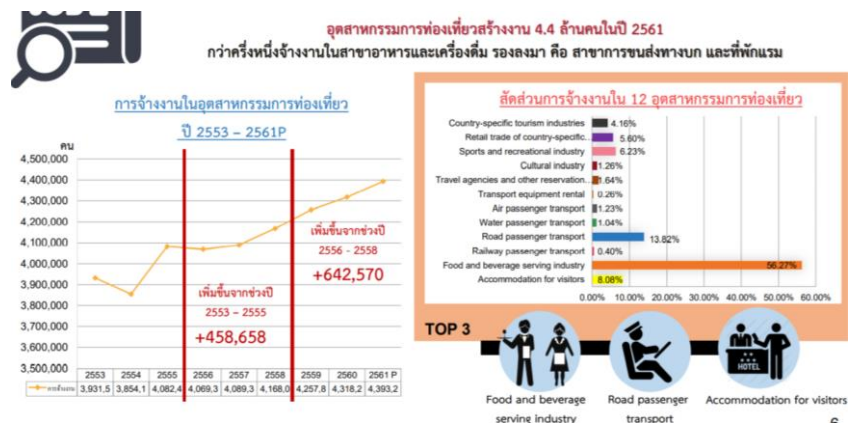 อุตสาหกรรมการท่องเที่ยวสร้างงาน 4.4 ล้านคนในปี 2561
กว่าครึ่งหนึ่งจ้างงานในสาขาอาหารและเครื่องดื่ม รองลงมา คือ สาขาการขนส่งทางบก และที่พักแรม
การจ้างงานในอุตสาหกรรมการท่องเที่ยว
ปี 2553 – 2561P
คน
4,500,000
4,400,000
4,300,000
4,200,000
4,100,000
4,000,000
3,900,000
3,800,000
3,700,000
3,600,000
3,500,000
เพิ่มขึ้นจากช่วงปี
2553 - 2555
+458,658
เพิ่มขึ้นจากช่วงปี
2556 - 2558
+642,570
2553 2554 2555 2556 2557 2558 2559 2560 2561 P
การจ้างงาน 3,931,5 3,854,1 4,082,4 4,069,3 4,089,3 4,168,0 4,257,8 4,318,2 4,393,2
สัดส่วนการจ้างงานใน 12 อุตสาหกรรมการท่องเที่ยว
Country-specific tourism industries 4.16%
Retail trade of country-specific... 5.60%
Sports and recreational industry 6.23%
Cultural industry 1.26%
Travel agencies and other reservation... 1.64%
Transport equipment rental 0.26%
Air passenger transport 1.23%
Water passenger transport 1.04%
Road passenger transport 13.82%
Railway passenger transport 0.40%
Food and beverage serving industry 56.27%
Accommodation for visitors 8.08%
0.00% 10.00% 20.00% 30.00% 40.00% 50.00% 60.00%
TOP 3
HOTEL
Food and beverage
serving industry
Road passenger
transport
Accommodation for visitors